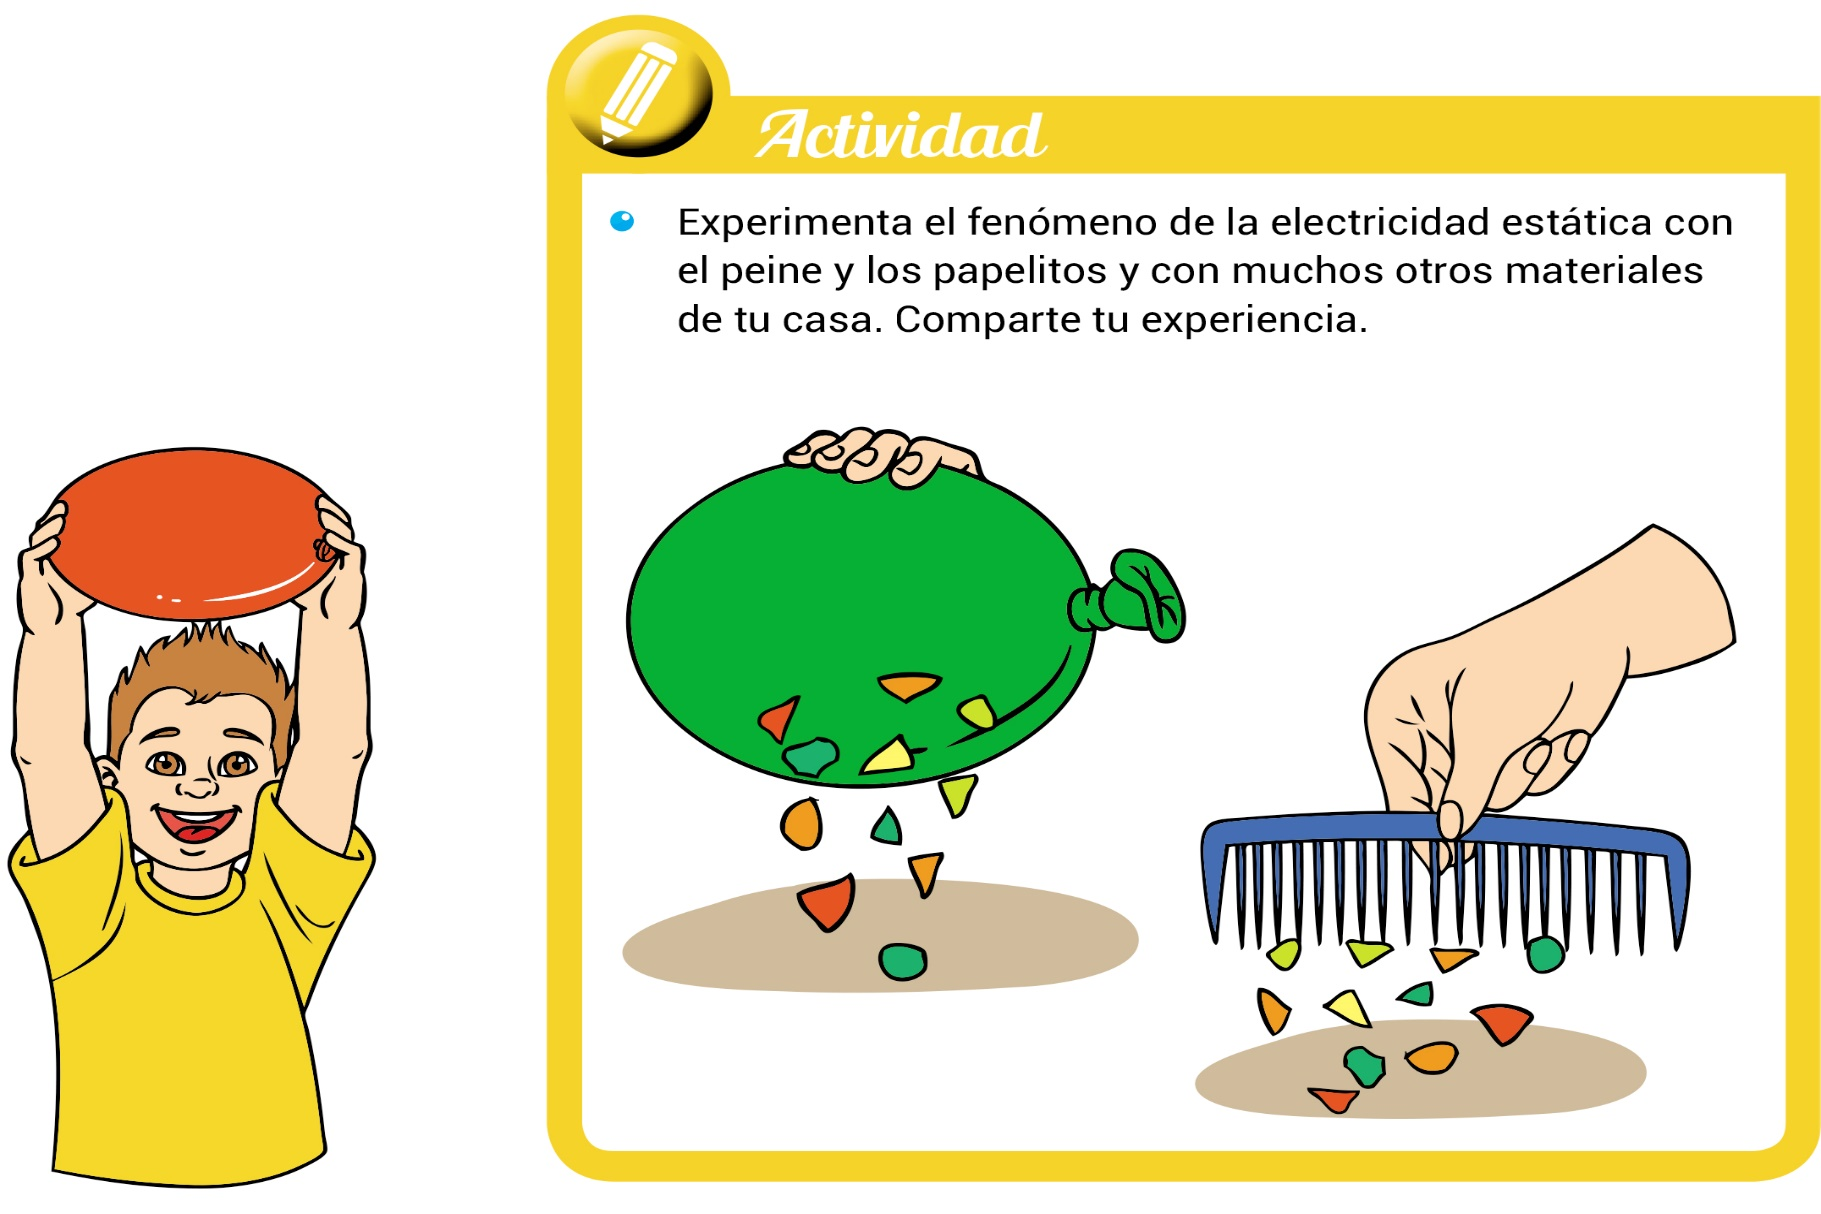 Actividad
Experimenta el fenómeno de la electricidad estática con
el peine y los papelitos y con muchos otros materiales
de tu casa. Comparte tu experiencia.